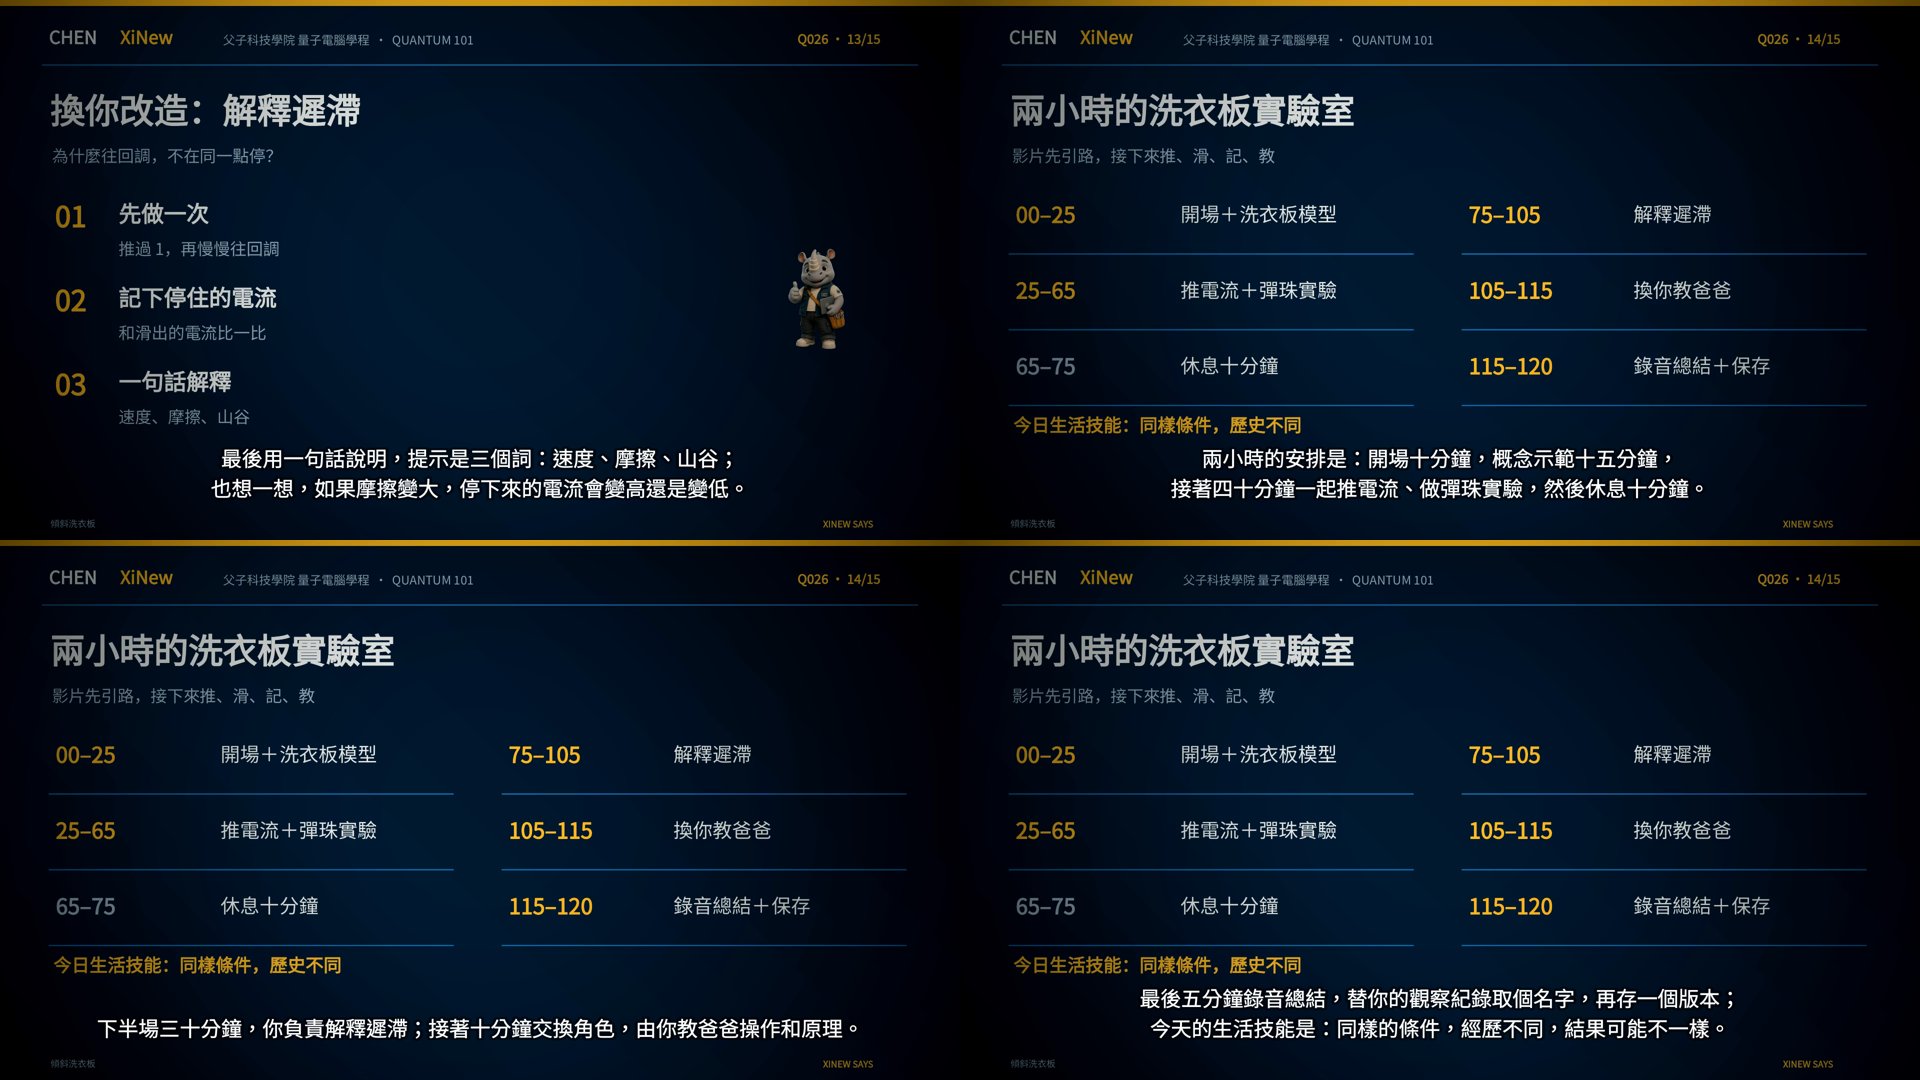 CHEN XiNew 父子科技學院 量子電腦學程 · QUANTUM 101 Q026 · 13/15
換你改造：解釋遲滯
為什麼往回調，不在同一點停？
01 先做一次
推過 1，再慢慢往回調
02 記下停住的電流
和滑出的電流比一比
03 一句話解釋
速度、摩擦、山谷
最後用一句話說明，提示是三個詞：速度、摩擦、山谷；
也想一想，如果摩擦變大，停下來的電流會變高還是變低。
傾斜洗衣板 XINEW SAYS
CHEN XiNew 父子科技學院 量子電腦學程 · QUANTUM 101 Q026 · 14/15
兩小時的洗衣板實驗室
影片先引路，接下來推、滑、記、教
00–25 開場＋洗衣板模型 75–105 解釋遲滯
25–65 推電流＋彈珠實驗 105–115 換你教爸爸
65–75 休息十分鐘 115–120 錄音總結＋保存
今日生活技能：同樣條件，歷史不同
兩小時的安排是：開場十分鐘，概念示範十五分鐘，
接著四十分鐘一起推電流、做彈珠實驗，然後休息十分鐘。
傾斜洗衣板 XINEW SAYS
CHEN XiNew 父子科技學院 量子電腦學程 · QUANTUM 101 Q026 · 14/15
兩小時的洗衣板實驗室
影片先引路，接下來推、滑、記、教
00–25 開場＋洗衣板模型 75–105 解釋遲滯
25–65 推電流＋彈珠實驗 105–115 換你教爸爸
65–75 休息十分鐘 115–120 錄音總結＋保存
今日生活技能：同樣條件，歷史不同
下半場三十分鐘，你負責解釋遲滯；接著十分鐘交換角色，由你教爸爸操作和原理。
傾斜洗衣板 XINEW SAYS
CHEN XiNew 父子科技學院 量子電腦學程 · QUANTUM 101 Q026 · 14/15
兩小時的洗衣板實驗室
影片先引路，接下來推、滑、記、教
00–25 開場＋洗衣板模型 75–105 解釋遲滯
25–65 推電流＋彈珠實驗 105–115 換你教爸爸
65–75 休息十分鐘 115–120 錄音總結＋保存
今日生活技能：同樣條件，歷史不同
最後五分鐘錄音總結，替你的觀察紀錄取個名字，再存一個版本；
今天的生活技能是：同樣的條件，經歷不同，結果可能不一樣。
傾斜洗衣板 XINEW SAYS